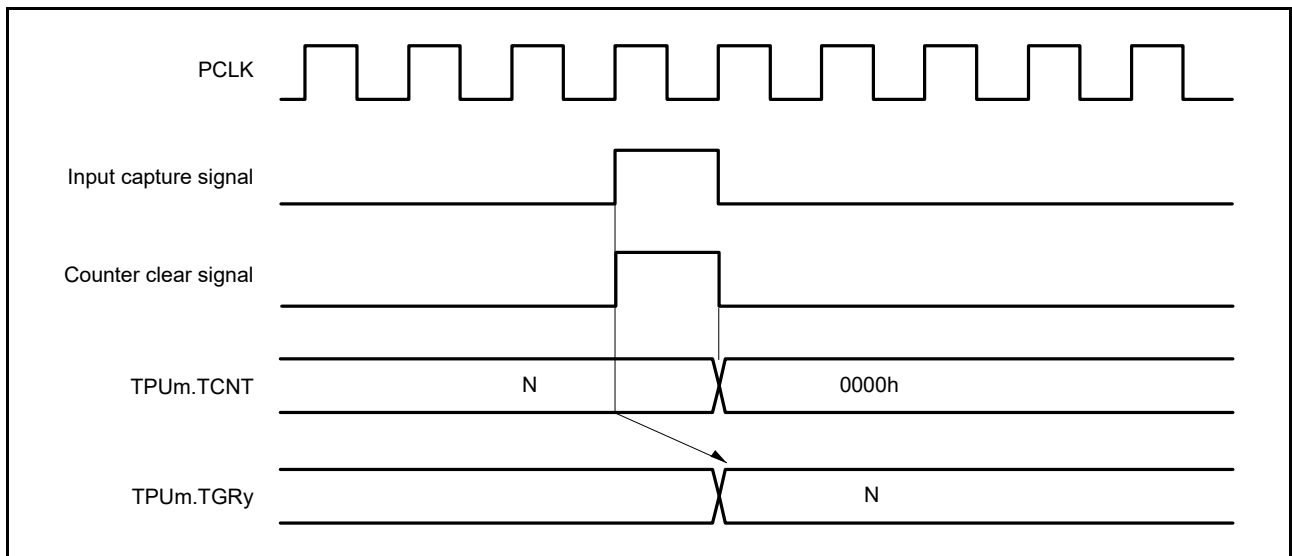 PCLK
Input capture signal
Counter clear signal
TPUm.TCNT
N
0000h
TPUm.TGRy
N